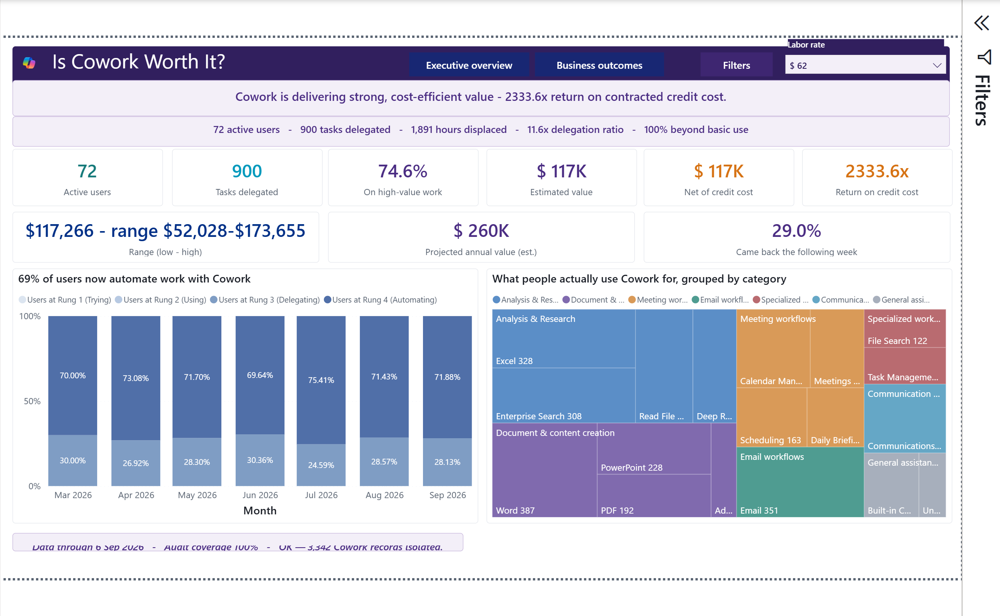 Labor rate
Is Cowork Worth It?
Executive overview
Business outcomes
Filters
$ 62
Filters
Cowork is delivering strong, cost-efficient value - 2333.6x return on contracted credit cost.
72 active users - 900 tasks delegated - 1,891 hours displaced - 11.6x delegation ratio - 100% beyond basic use
72
Active users
900
Tasks delegated
74.6%
On high-value work
$ 117K
Estimated value
$ 117K
Net of credit cost
2333.6x
Return on credit cost
$117,266 - range $52,028-$173,655
Range (low - high)
$ 260K
Projected annual value (est.)
29.0%
Came back the following week
69% of users now automate work with Cowork
Users at Rung 1 (Trying) Users at Rung 2 (Using) Users at Rung 3 (Delegating) Users at Rung 4 (Automating)
100%
50%
0%
70.00%
73.08%
71.70%
69.64%
75.41%
71.43%
71.88%
30.00%
26.92%
28.30%
30.36%
24.59%
28.57%
28.13%
Mar 2026
Apr 2026
May 2026
Jun 2026
Jul 2026
Aug 2026
Sep 2026
Month
What people actually use Cowork for, grouped by category
Analysis & Res... Document & ... Meeting wor... Email workfl... Specialized ... Communica... General assi...
Analysis & Research
Excel 328
Enterprise Search 308
Read File ...
Deep R...
Document & content creation
Word 387
PowerPoint 228
PDF 192
Ad...
Meeting workflows
Calendar Man...
Meetings ...
Scheduling 163
Daily Briefi...
Email workflows
Email 351
Specialized work...
File Search 122
Task Manageme...
Communication ...
Communications...
General assistan...
Built-in C...
Un...
Data through 6 Sep 2026 - Audit coverage 100% - OK — 3,342 Cowork records isolated.